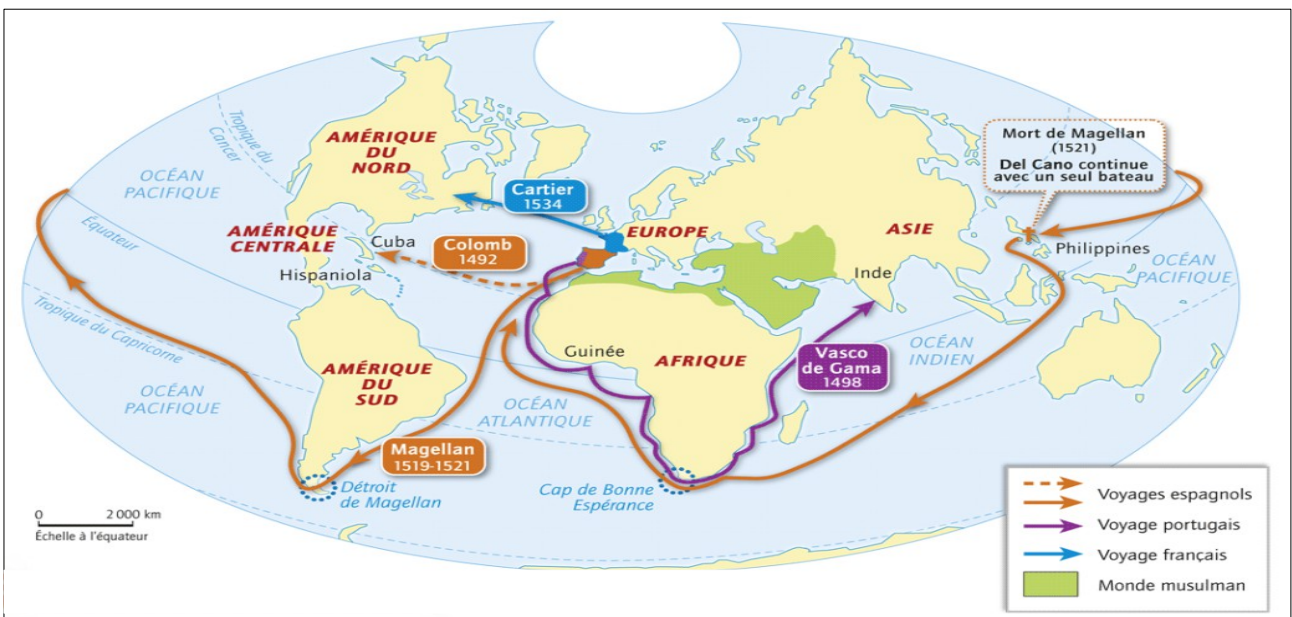 Tropique du
Cancer
AMÉRIQUE
DU
NORD
OCÉAN
PACIFIQUE
Équateur
AMÉRIQUE
CENTRALE
Cuba
Hispaniola
Tropique du Capricorne
OCÉAN
PACIFIQUE
AMÉRIQUE
DU
SUD
Cartier
1534
Colomb
1492
EUROPE
ASIE
Mort de Magellan
(1521)
Del Cano continue
avec un seul bateau
Philippines
OCÉAN
PACIFIQUE
Inde
Guinée
AFRIQUE
Vasco
de Gama
1498
OCÉAN
INDIEN
OCÉAN
ATLANTIQUE
Magellan
1519-1521
Détroit
de Magellan
Cap de Bonne
Espérance
0 2 000 km
Échelle à l'équateur
Voyages espagnols
Voyage portugais
Voyage français
Monde musulman